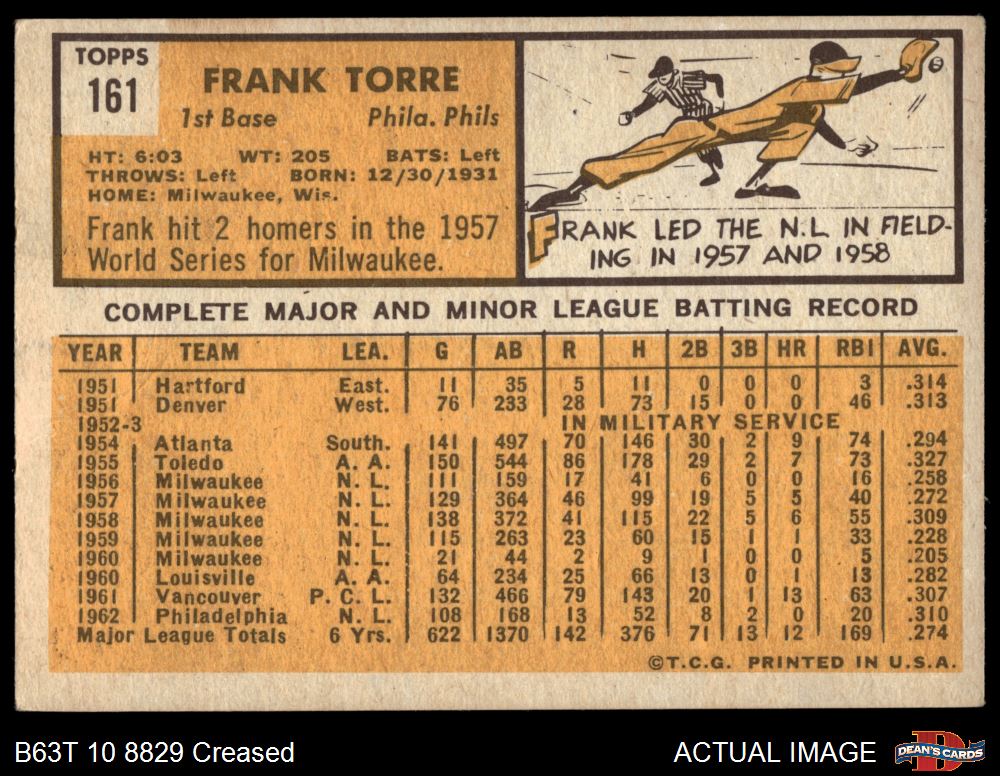 TOPPS
161
FRANK TORRE
1st Base Phila. Phils
HT: 6:03 WT: 205 BATS: Left
THROWS: Left BORN: 12/30/1931
HOME: Milwaukee, Wis.
Frank hit 2 homers in the 1957
World Series for Milwaukee.
FRANK LED THE N.L. IN FIELD-
ING IN 1957 AND 1958
COMPLETE MAJOR AND MINOR LEAGUE BATTING RECORD
YEAR TEAM LEA. G AB R H 2B 3B HR RBI AVG.
1951 Hartford East. 11 35 5 11 0 0 0 3 .314
1951 Denver West. 76 233 28 73 15 0 0 46 .313
1952-3 IN MILITARY SERVICE
1954 Atlanta South. 141 497 70 146 30 2 9 74 .294
1955 Toledo A. A. 150 544 86 178 29 2 7 73 .327
1956 Milwaukee N. L. 111 159 17 41 6 0 0 16 .258
1957 Milwaukee N. L. 129 364 46 99 19 5 5 40 .272
1958 Milwaukee N. L. 138 372 41 115 22 5 6 55 .309
1959 Milwaukee N. L. 115 263 23 60 15 1 1 33 .228
1960 Milwaukee N. L. 21 44 2 9 1 0 0 5 .205
1960 Louisville A. A. 64 234 25 66 13 0 1 13 .282
1961 Vancouver P. C. L. 132 466 79 143 20 1 13 63 .307
1962 Philadelphia N. L. 108 168 13 52 8 2 0 20 .310
Major League Totals 6 Yrs. 622 1370 142 376 71 13 12 169 .274
©T.C.G. PRINTED IN U.S.A.
B63T 10 8829 Creased ACTUAL IMAGE
D
DEAN'S CARDS